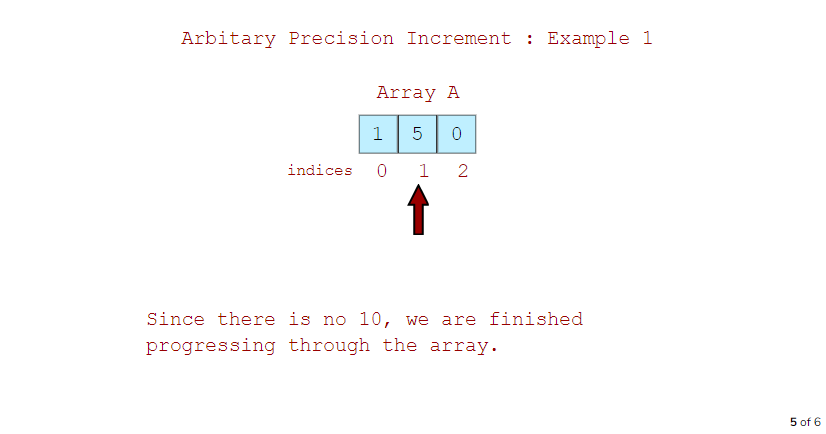 Arbitary Precision Increment : Example 1
Array A
1 5 0
indices 0 1 2
Since there is no 10, we are finished
progressing through the array.
5 of 6